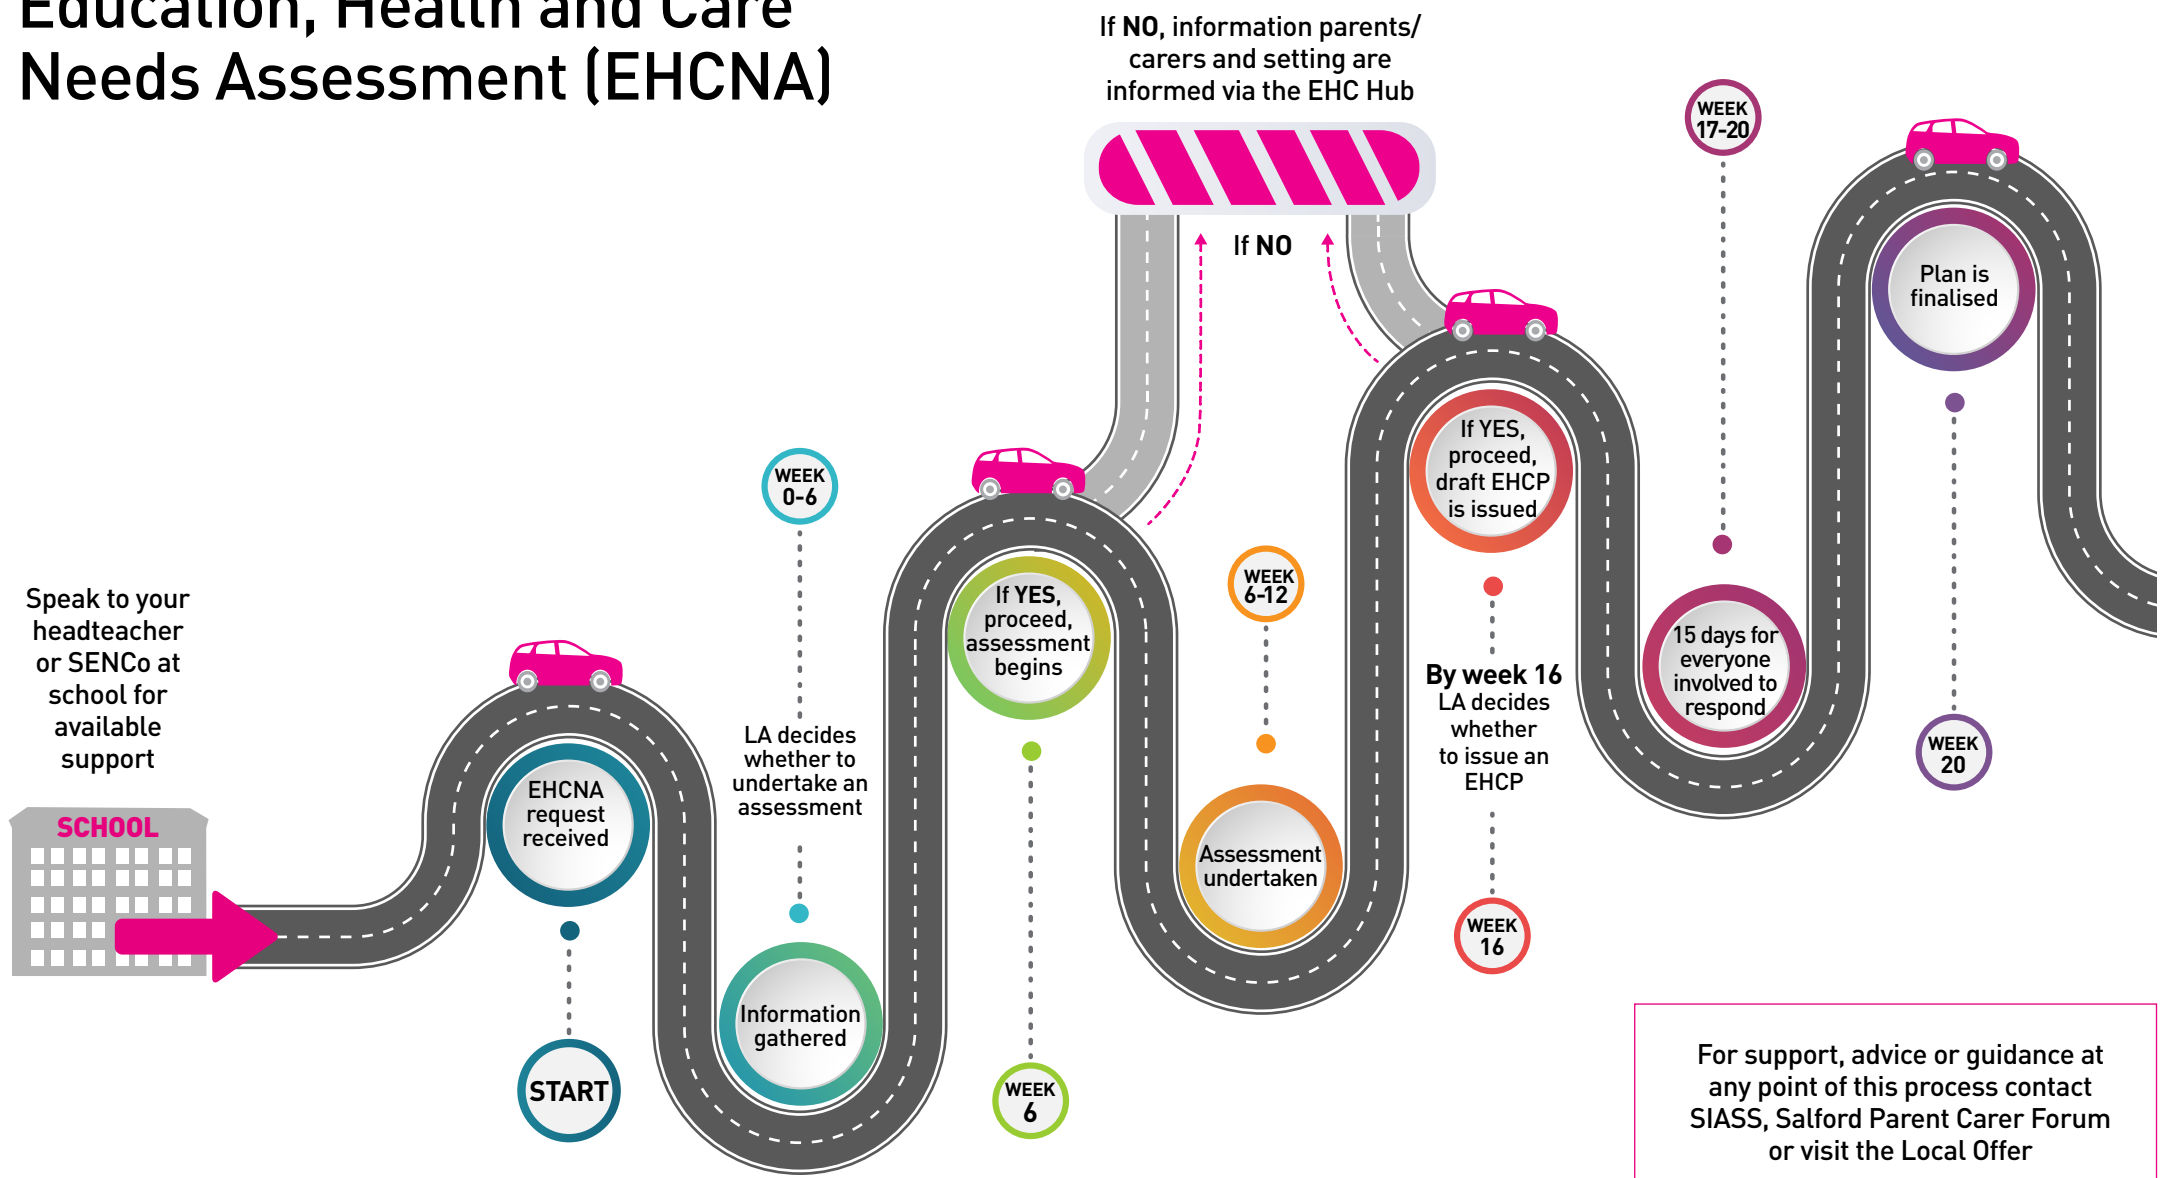 Education, Health and Care
Needs Assessment (EHCNA)
If NO, information parents/
carers and setting are
informed via the EHC Hub
If NO
Speak to your
headteacher
or SENCo at
school for
available
support
SCHOOL
EHCNA
request
received
START
WEEK
0-6
LA decides
whether to
undertake an
assessment
Information
gathered
If YES,
proceed,
assessment
begins
WEEK
6
WEEK
6-12
Assessment
undertaken
If YES,
proceed,
draft EHCP
is issued
By week 16
LA decides
whether
to issue an
EHCP
WEEK
16
WEEK
17-20
15 days for
everyone
involved to
respond
Plan is
finalised
WEEK
20
For support, advice or guidance at
any point of this process contact
SIASS, Salford Parent Carer Forum
or visit the Local Offer